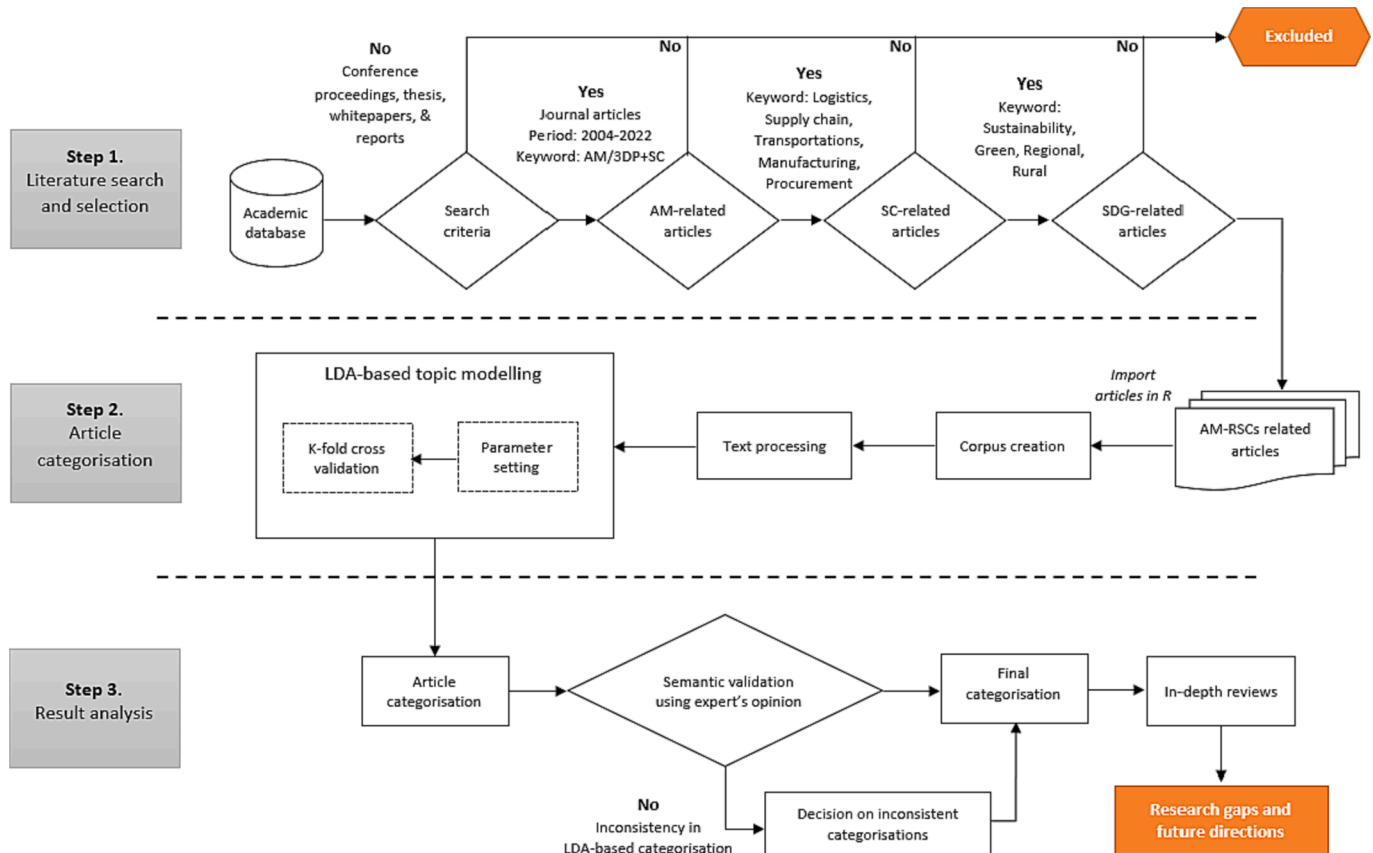 Excluded
No
Conference
proceedings, thesis,
whitepapers, &
reports
Yes
Journal articles
Period: 2004-2022
Keyword: AM/3DP+SC
No
Yes
Keyword: Logistics,
Supply chain,
Transportations,
Manufacturing,
Procurement
No
Yes
Keyword:
Sustainability,
Green, Regional,
Rural
No
Step 1.
Literature search
and selection
Academic
database
Search
criteria
AM-related
articles
SC-related
articles
SDG-related
articles
Step 2.
Article
categorisation
LDA-based topic modelling
K-fold cross
validation
Parameter
setting
Text processing
Corpus creation
Import
articles in R
AM-RSCs related
articles
Step 3.
Result analysis
Article
categorisation
Semantic validation
using expert's opinion
Final
categorisation
In-depth reviews
No
Inconsistency in
LDA-based categorisation
Decision on inconsistent
categorisations
Research gaps and
future directions